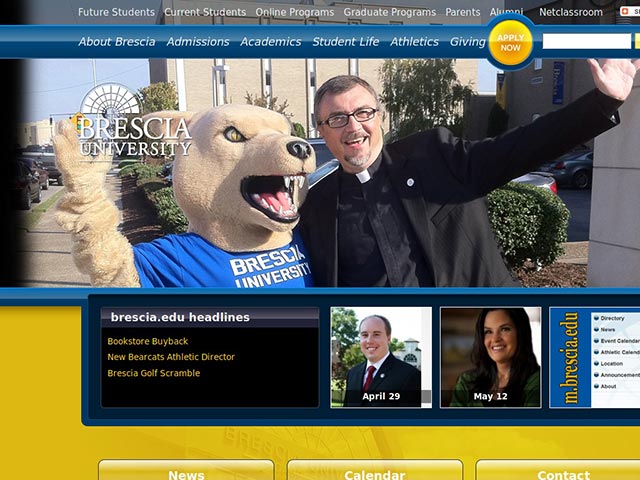 Future Students Current Students Online Programs Graduate Programs Parents Alumni Netclassroom
About Brescia Admissions Academics Student Life Athletics Giving
APPLY
NOW
BRESCIA
UNIVERSITY
BRESCIA
UNIVERSITY
brescia.edu headlines
Bookstore Buyback
New Bearcats Athletic Director
Brescia Golf Scramble
April 29
May 12
m.brescia.edu
Directory
News
Event Calendar
Athletic Calend
Location
Announcement
About
News Calendar Contact